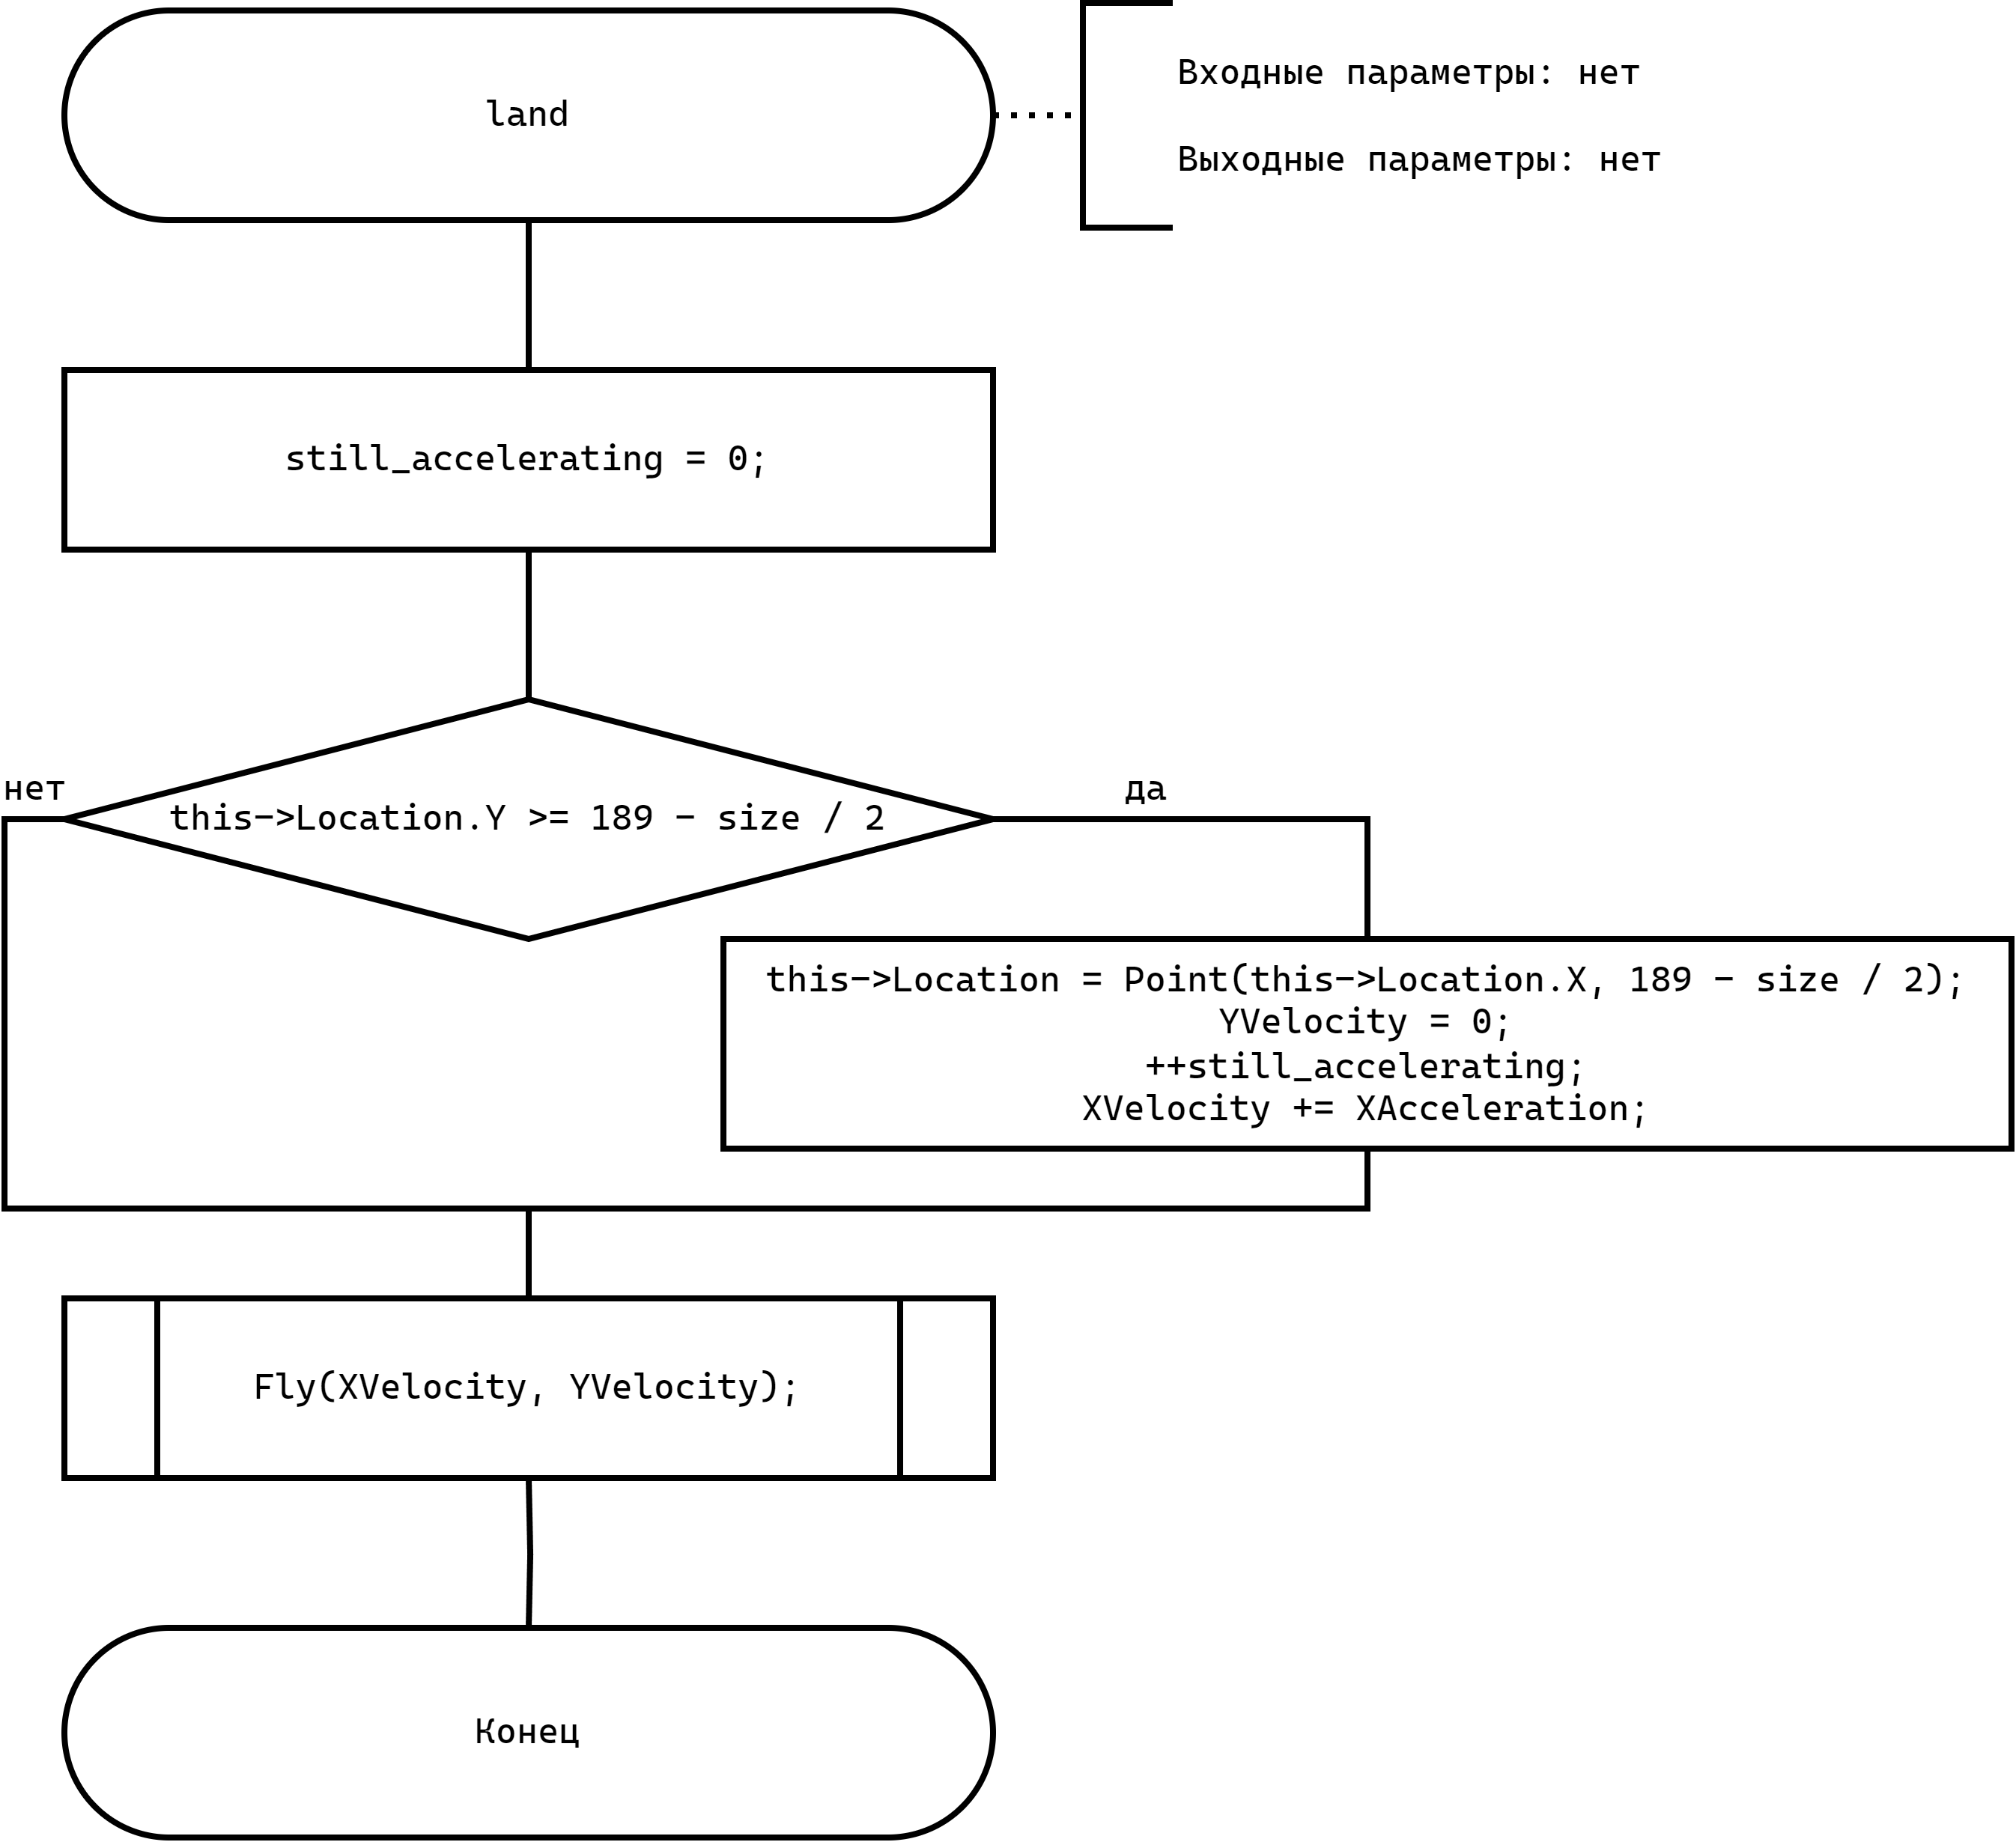 land
Входные параметры: нет
Выходные параметры: нет
still_accelerating = 0;
нет
да
this->Location.Y >= 189 - size / 2
this->Location = Point(this->Location.X, 189 - size / 2);
YVelocity = 0;
++still_accelerating;
XVelocity += XAcceleration;
Fly(XVelocity, YVelocity);
Конец